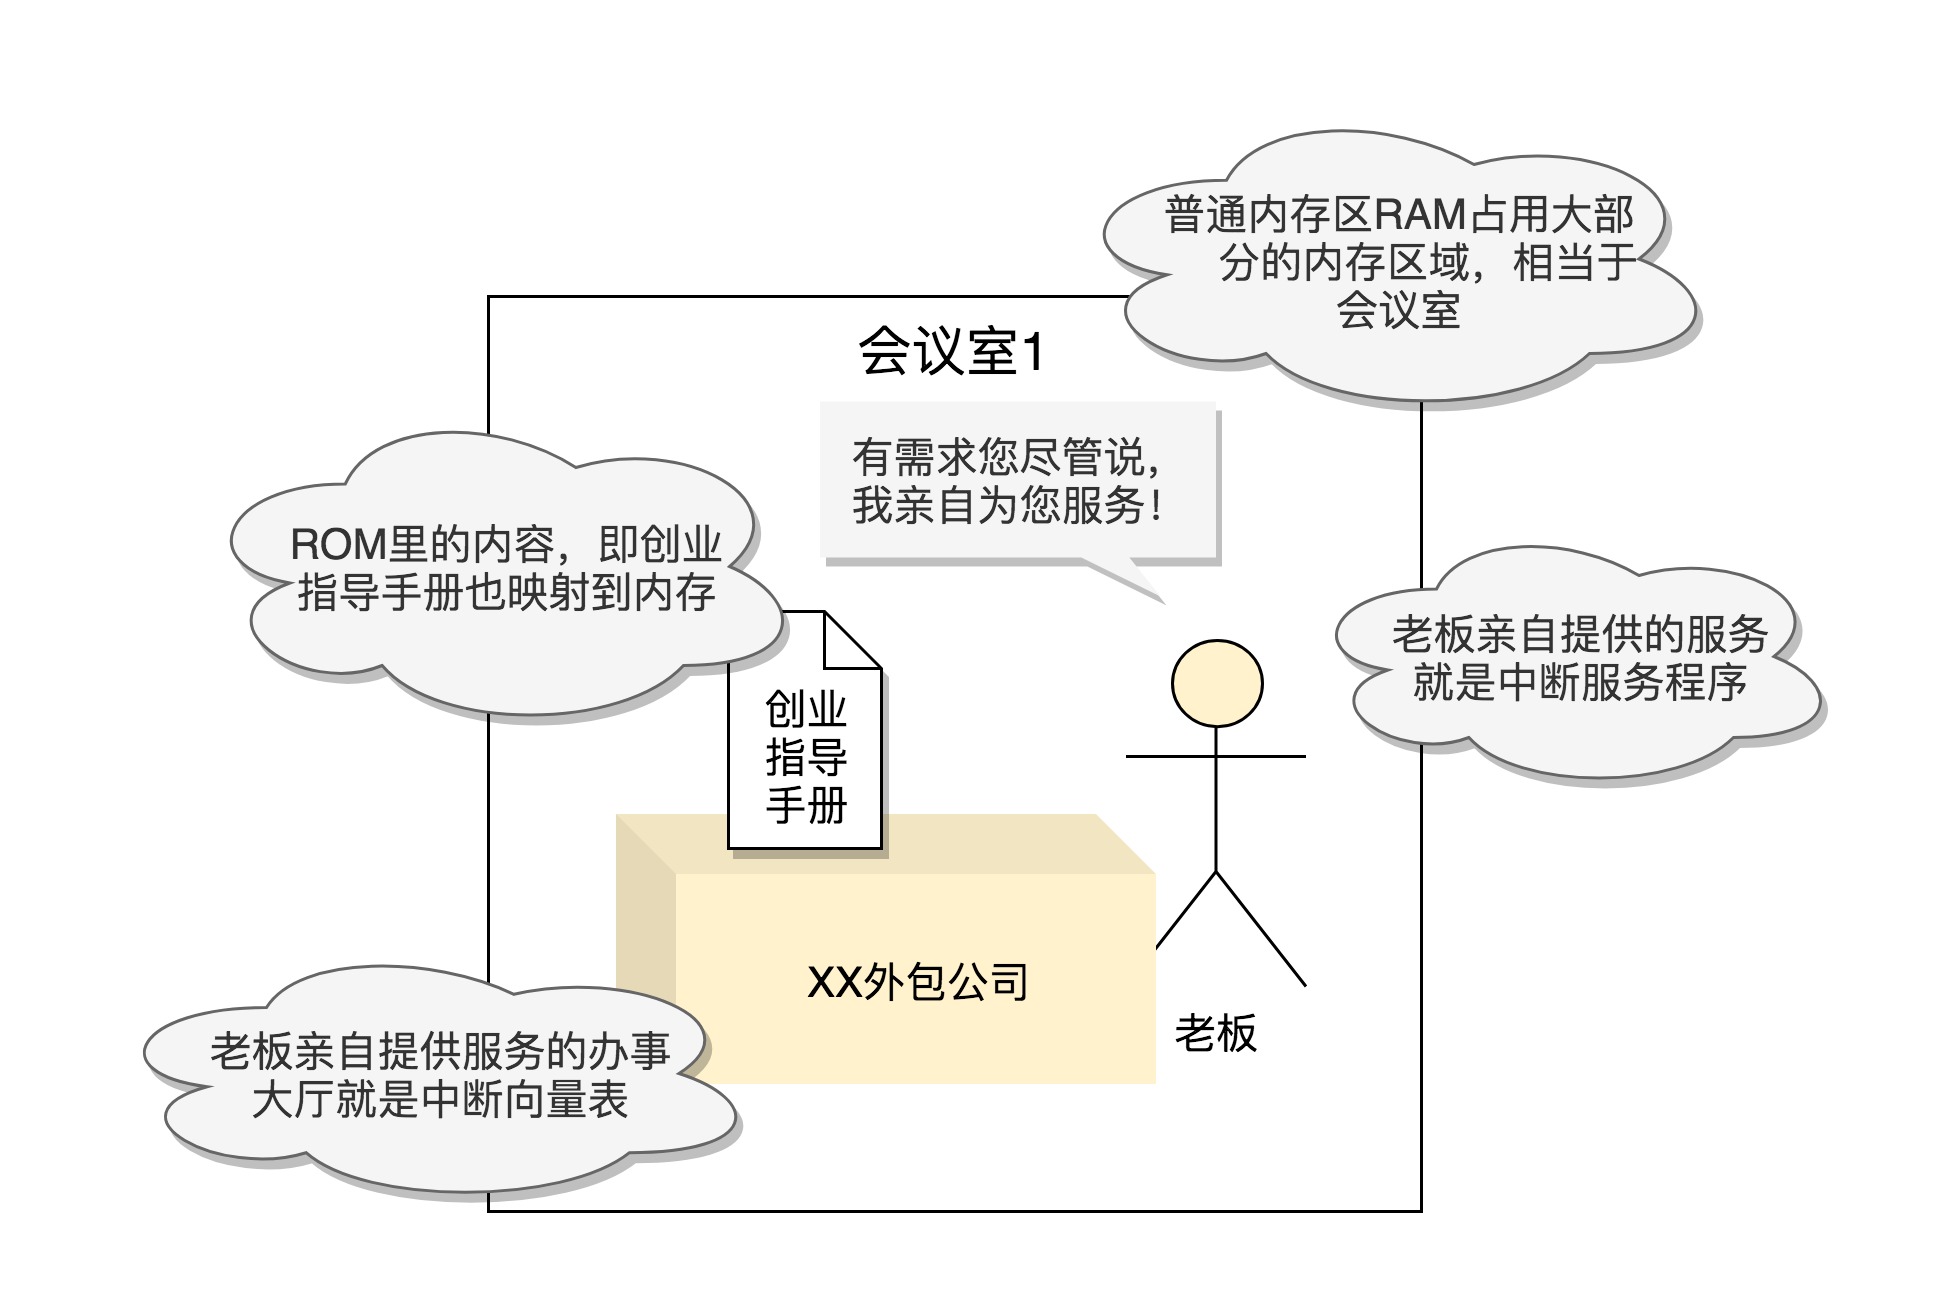 普通内存区RAM占用大部
分的内存区域，相当于
会议室
会议室1
有需求您尽管说，
我亲自为您服务！
ROM里的内容，即创业
指导手册也映射到内存
老板亲自提供的服务
就是中断服务程序
创业
指导
手册
XX外包公司
老板
老板亲自提供服务的办事
大厅就是中断向量表